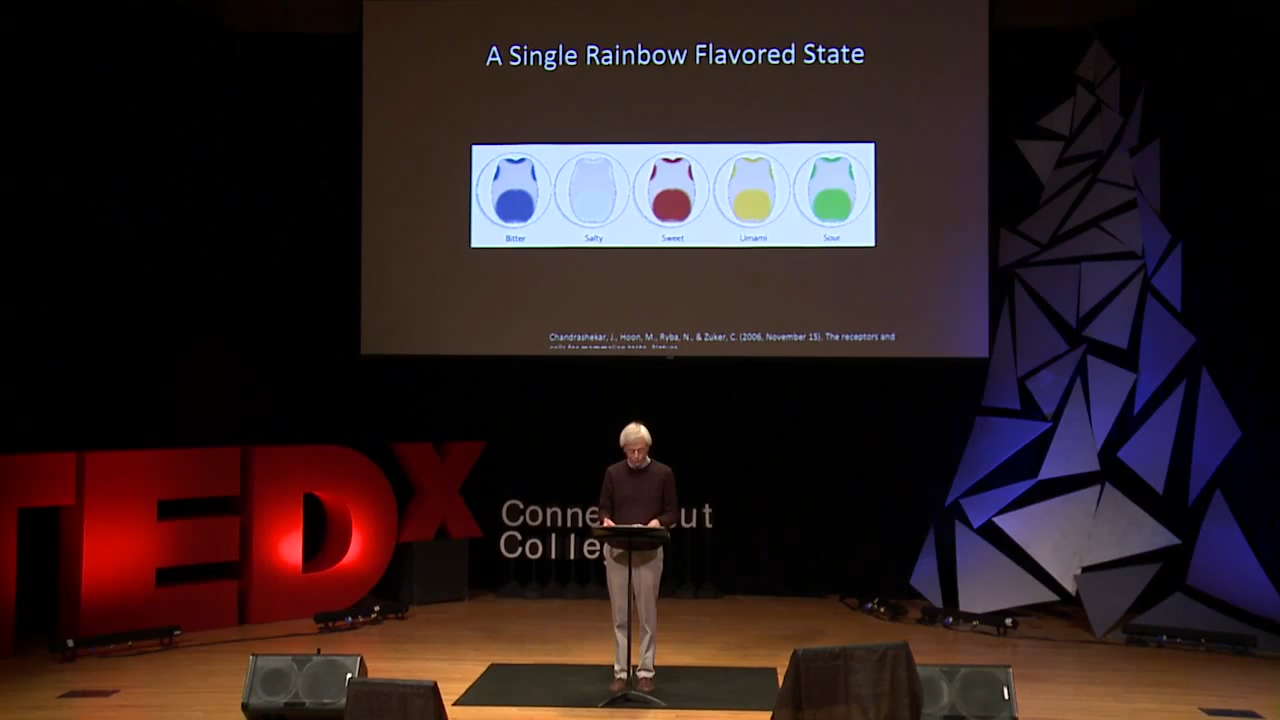 A Single Rainbow Flavored State
Bitter Salty Sweet Umami Sour
Chandrashekar, J., Hoon, M., Ryba, N., & Zuker, C. (2006, November 15). The receptors and
TEDx
Conne ut
Colle